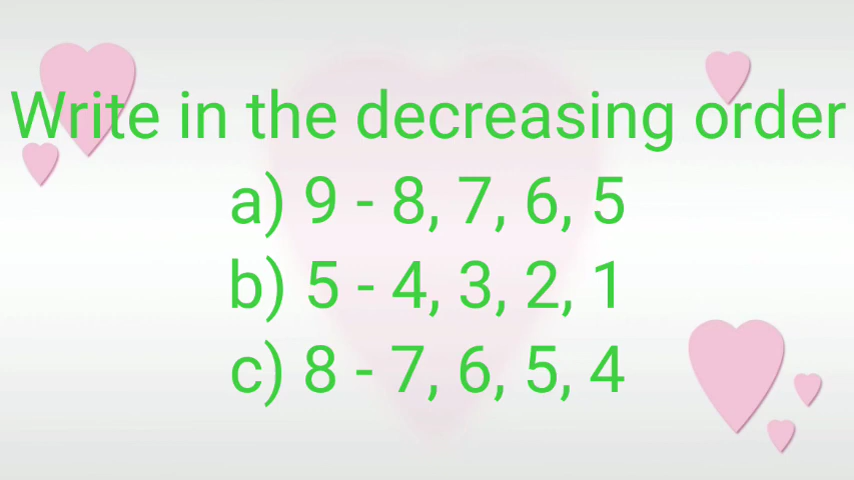 Write in the decreasing order
a) 9 - 8, 7, 6, 5
b) 5 - 4, 3, 2, 1
c) 8 - 7, 6, 5, 4